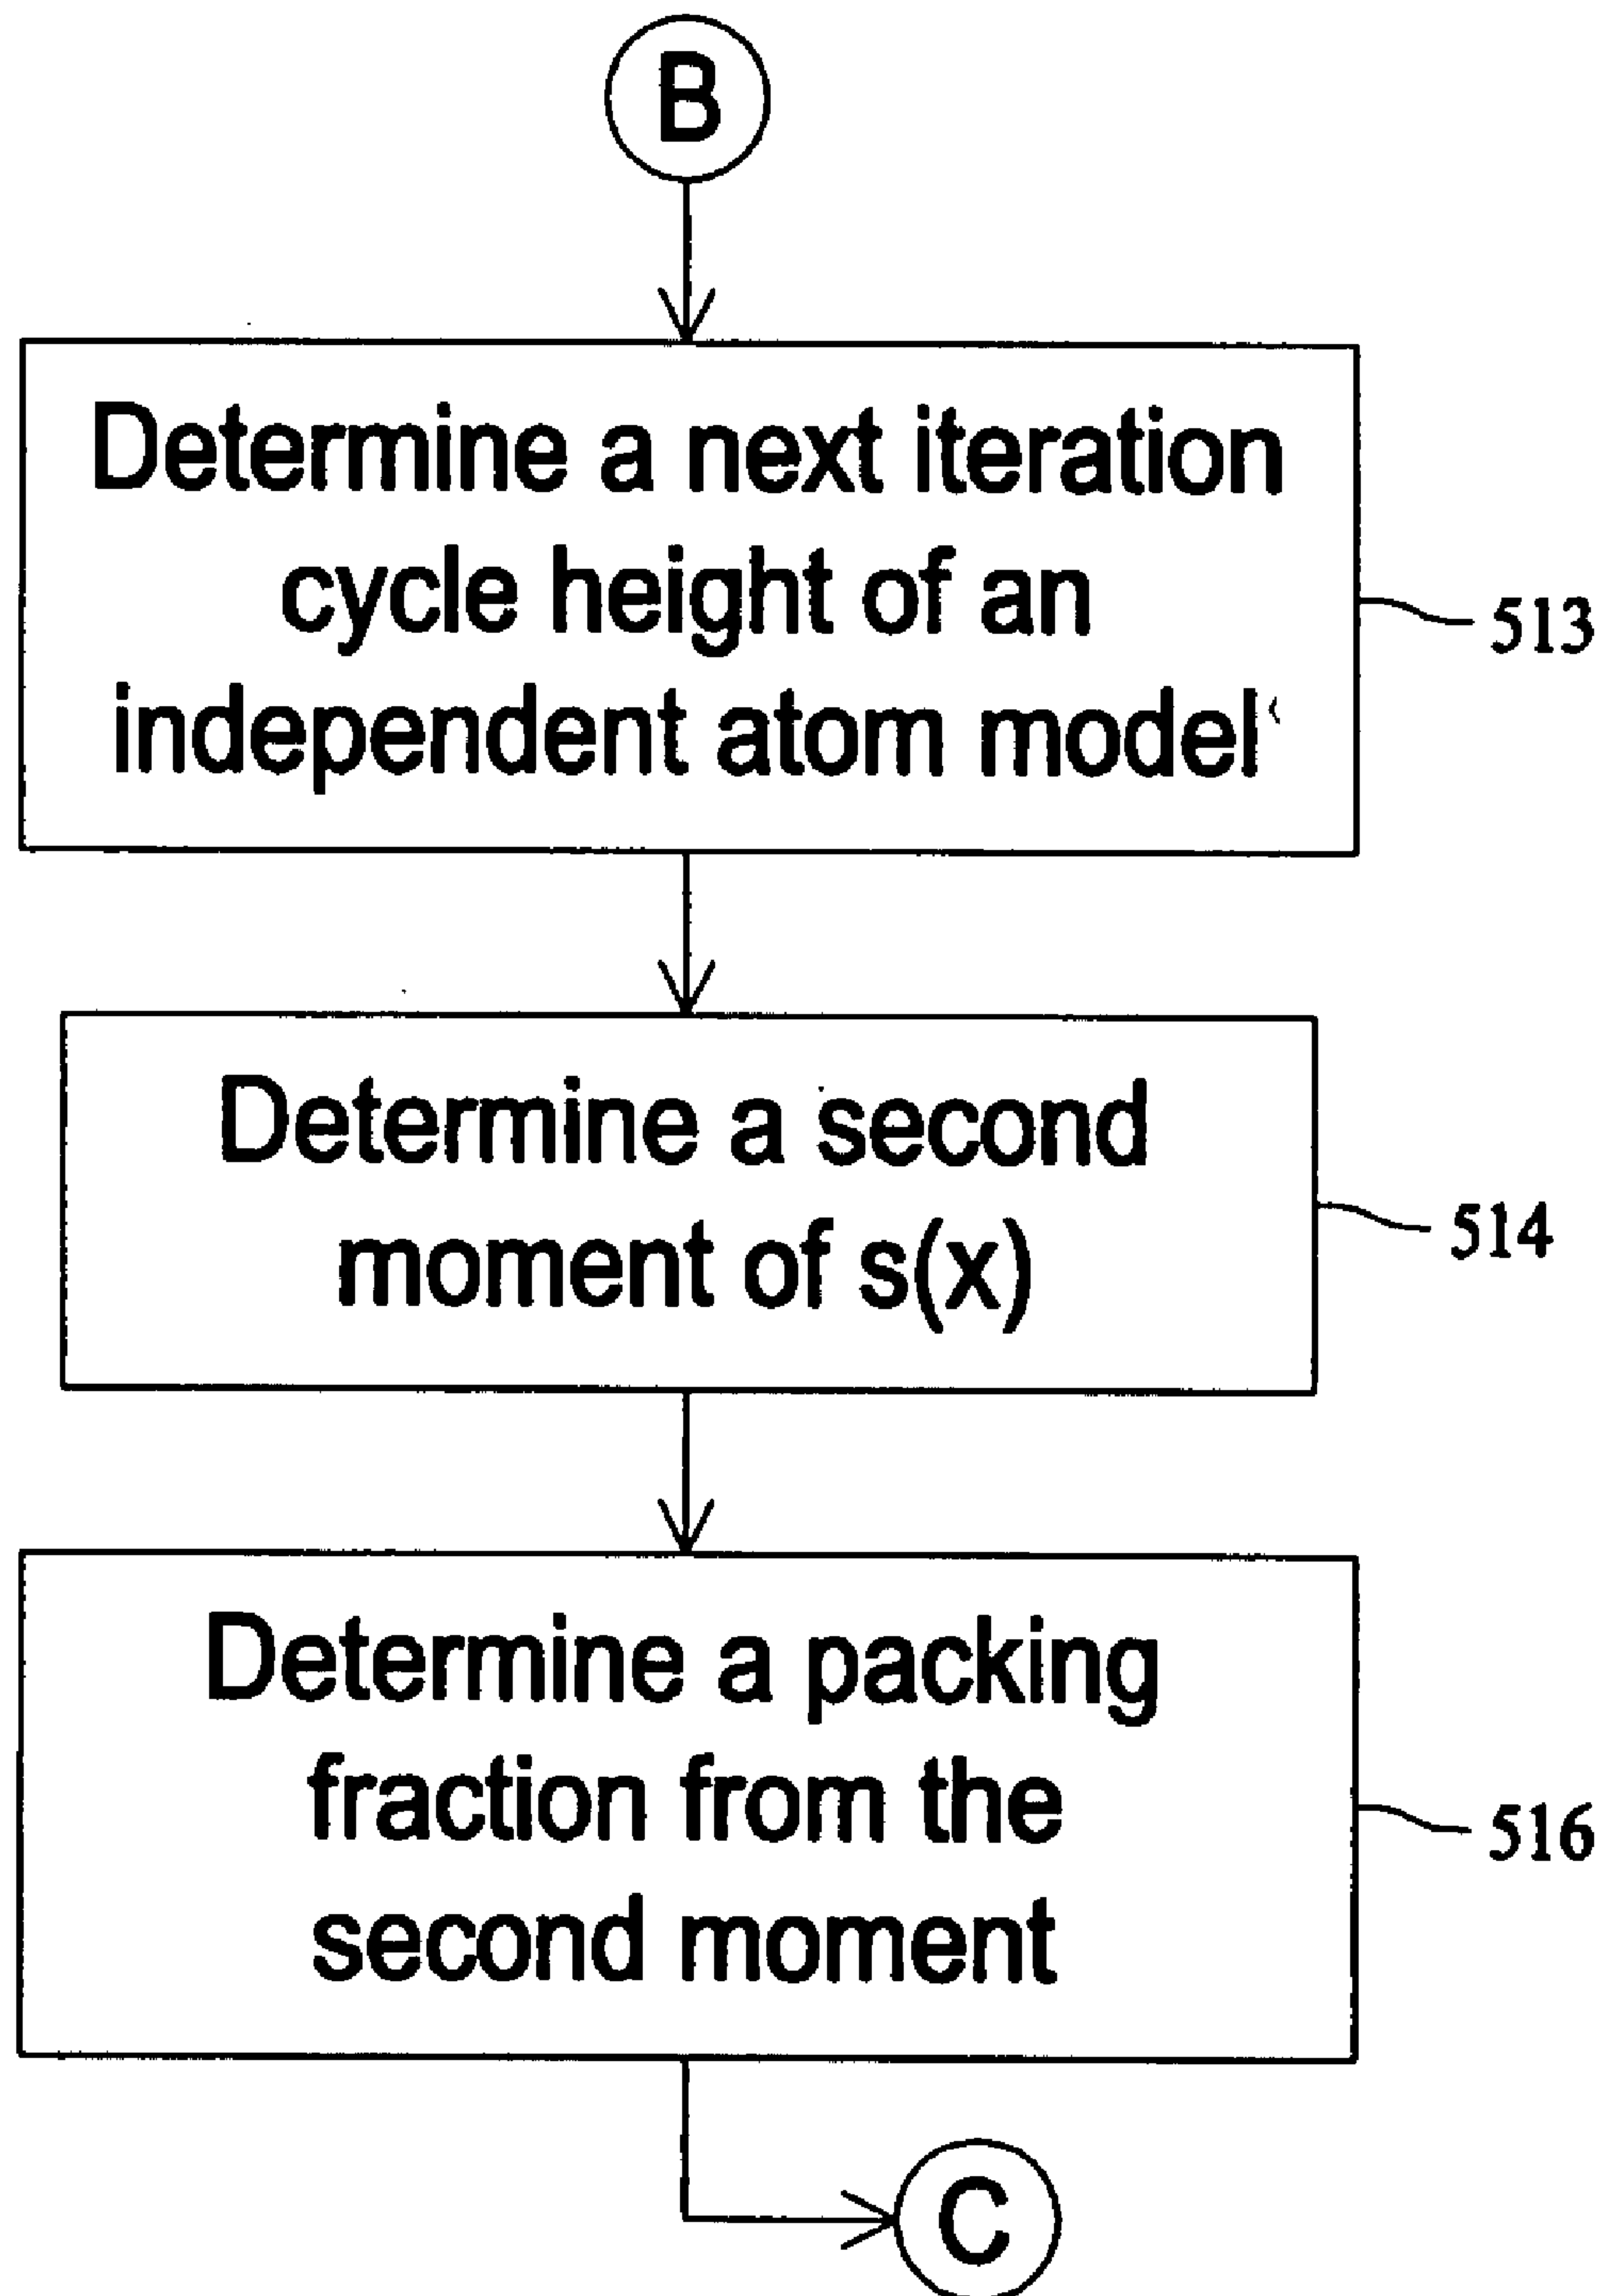 B
Determine a next iteration
cycle height of an
independent atom model
513
Determine a second
moment of s(x)
514
Determine a packing
fraction from the
second moment
516
C